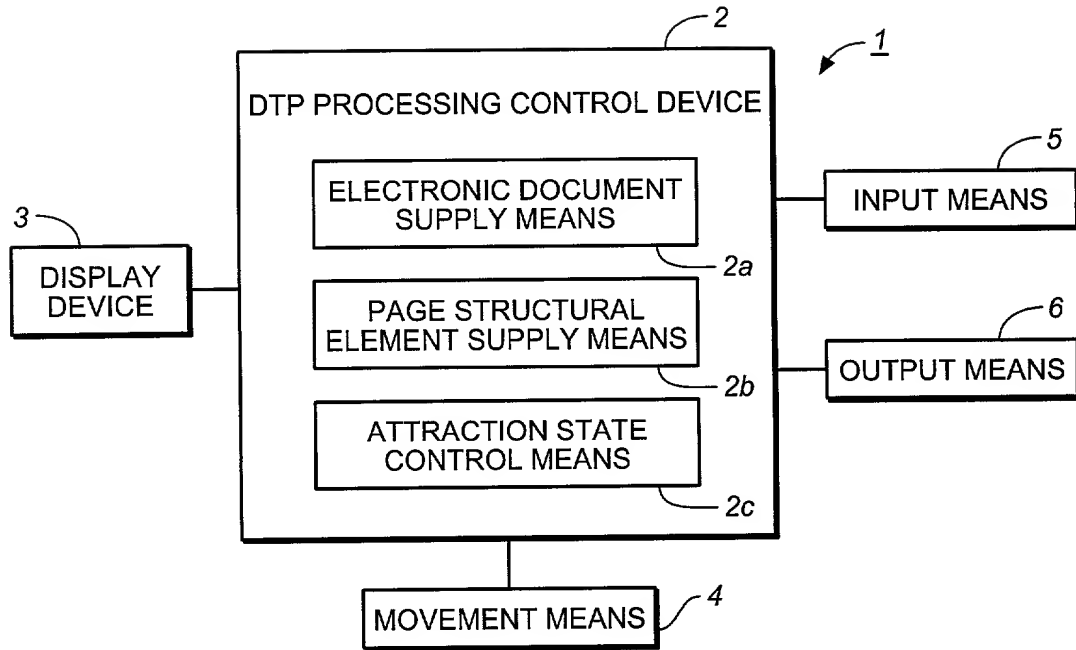 2
1
DTP PROCESSING CONTROL DEVICE
5
ELECTRONIC DOCUMENT
SUPPLY MEANS
INPUT MEANS
3
2a
DISPLAY
DEVICE
PAGE STRUCTURAL
ELEMENT SUPPLY MEANS
6
2b
OUTPUT MEANS
ATTRACTION STATE
CONTROL MEANS
2c
MOVEMENT MEANS
4